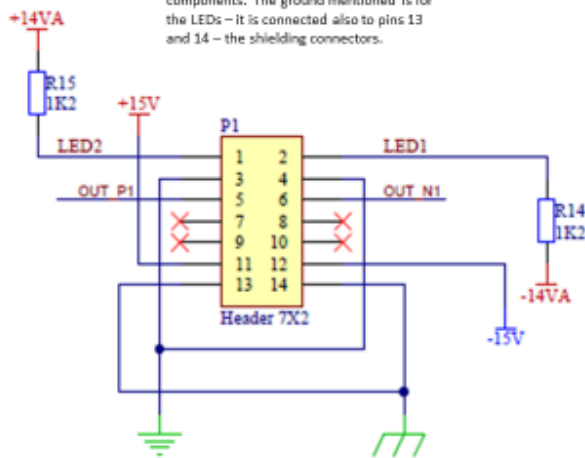 components. The ground mentioned is for
the LEDs – it is connected also to pins 13
and 14 – the shielding connectors.
+14VA
R15
1K2
+15V
P1
LED2
1
2
LED1
3
4
OUT_P1
5
6
OUT_N1
7
8
R14
1K2
9
10
11
12
13
14
-14VA
Header 7X2
-15V